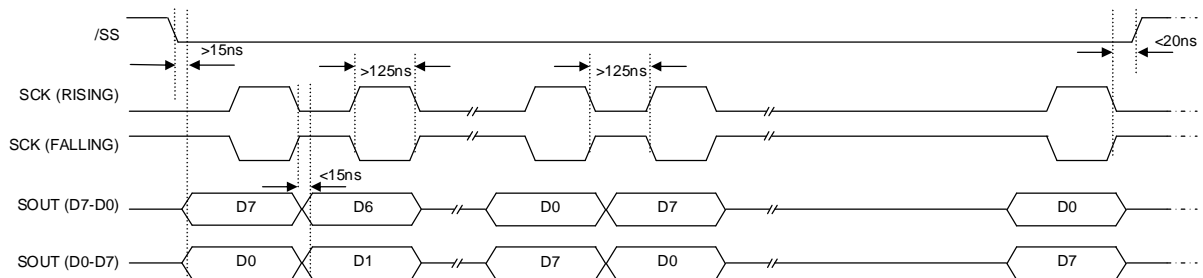 /SS
>15ns
<20ns
>125ns
>125ns
SCK (RISING)
SCK (FALLING)
<15ns
SOUT (D7-D0)
D7
D6
D0
D7
D0
SOUT (D0-D7)
D0
D1
D7
D0
D7